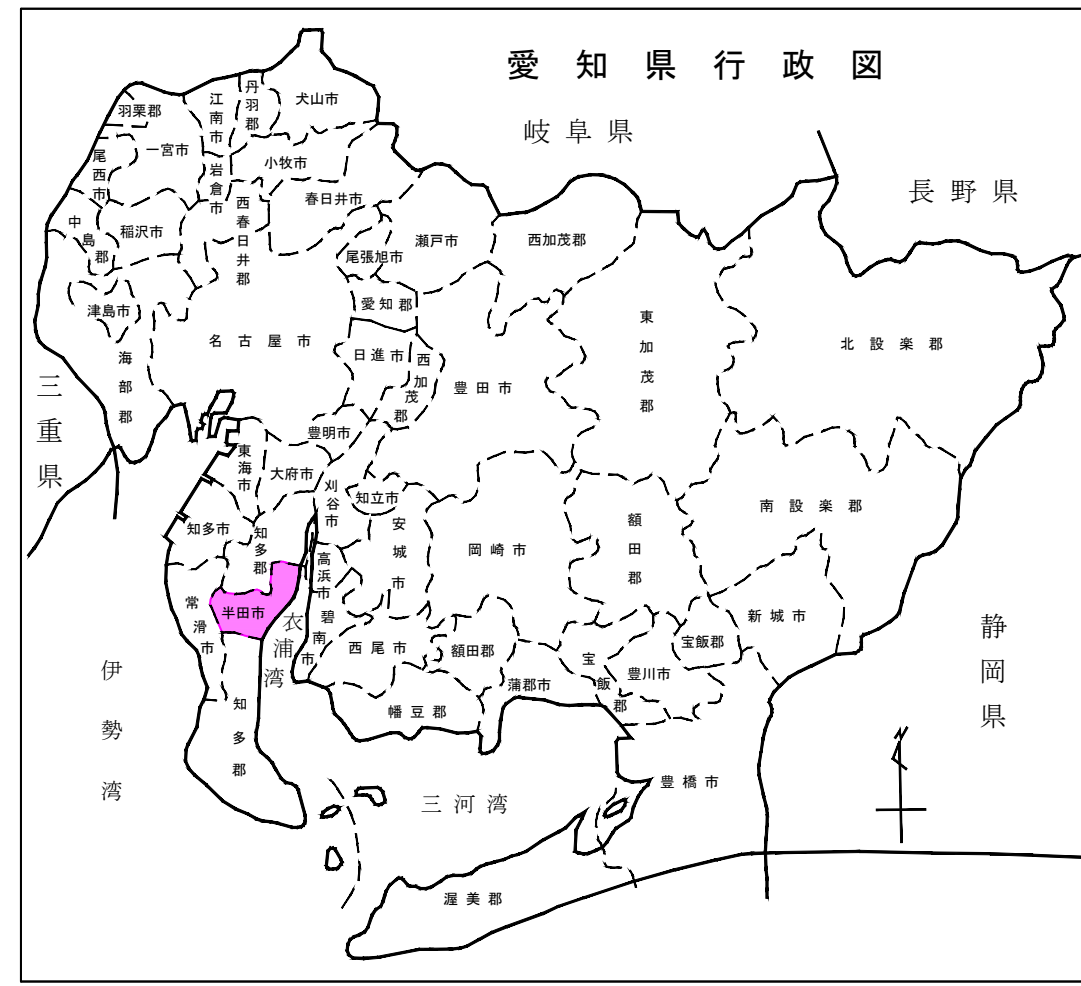 愛知県行政図
岐阜県
長野県
三重県
静岡県
伊勢湾
衣浦湾
三河湾
羽栗郡
江南市
丹羽郡
犬山市
一宮市
尾西市
岩倉市
小牧市
春日井市
西春日井郡
中島郡
稲沢市
尾張旭市
瀬戸市
西加茂郡
津島市
愛知郡
名古屋市
海部郡
日進市
西加茂郡
豊田市
東加茂郡
北設楽郡
豊明市
東海市
大府市
刈谷市
知立市
安城市
岡崎市
額田郡
南設楽郡
知多市
知多郡
高浜市
半田市
常滑市
碧南市
西尾市
額田郡
宝飯郡
豊川市
宝飯郡
新城市
蒲郡市
幡豆郡
知多郡
豊橋市
渥美郡
N